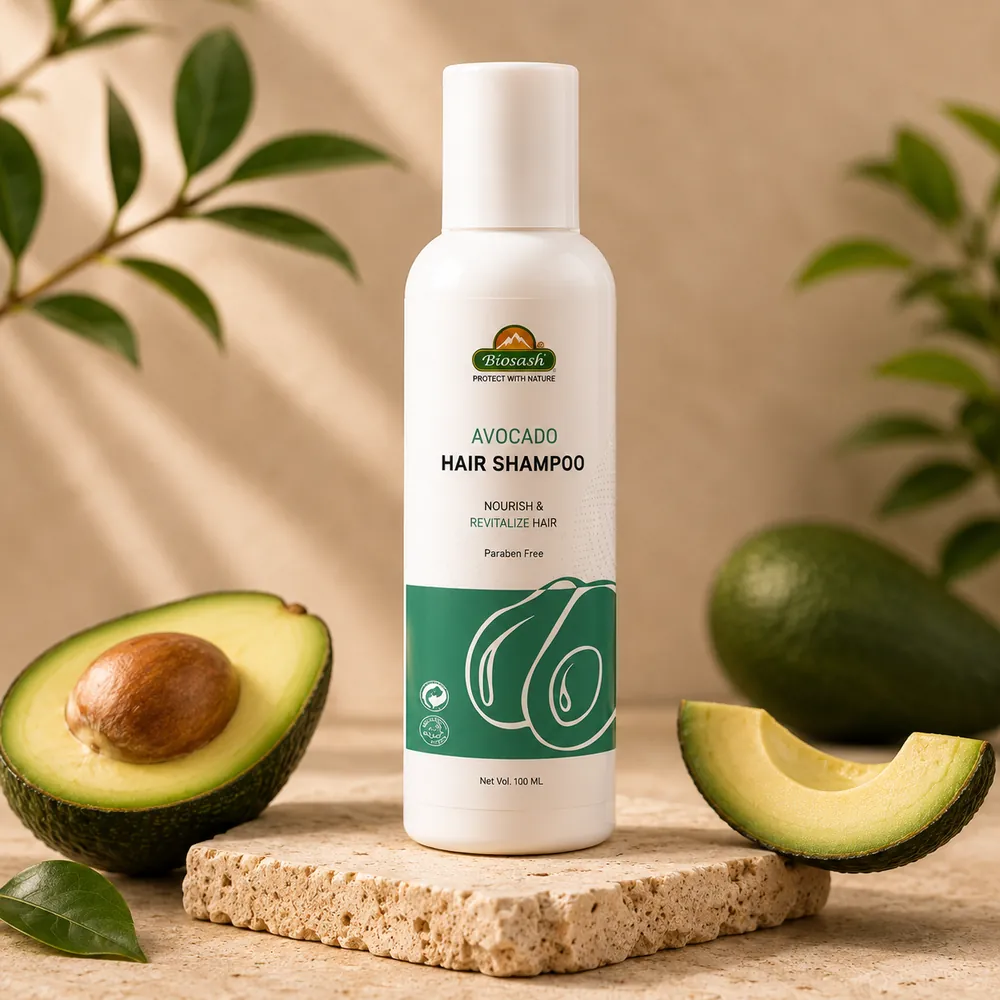 Biosash®
PROTECT WITH NATURE
AVOCADO
HAIR SHAMPOO
NOURISH &
REVITALIZE HAIR
Paraben Free
Net Vol. 100 ML